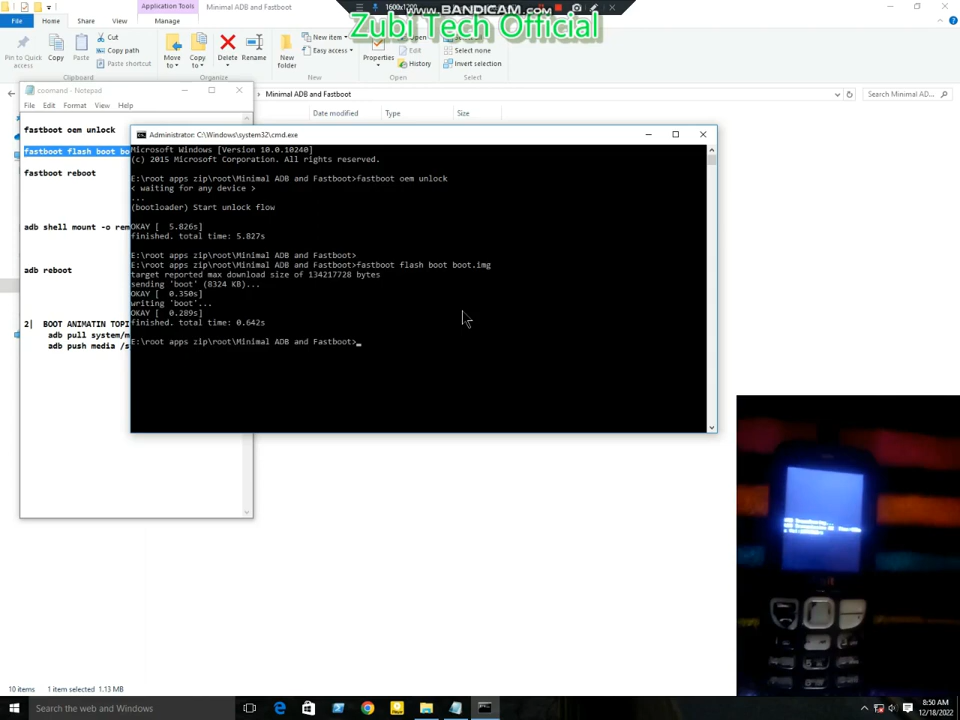 Application Tools
Minimal ADB and Fastboot
1600x1200
www.BANDICAM.com
Zubi Tech Official
File
Home
Share
View
Manage
Pin to Quick access
Copy
Paste
Cut
Copy path
Paste shortcut
Clipboard
Move to
Copy to
Delete
Rename
Organize
New folder
New item
Easy access
New
Properties
Open
Edit
History
Open
Select none
Invert selection
Select
> Minimal ADB and Fastboot
Search Minimal AD...
Date modified
Type
Size
coomand - Notepad
File Edit Format View Help
fastboot oem unlock
fastboot flash boot bo
fastboot reboot
adb shell mount -o rem
adb reboot
2| BOOT ANIMATIN TOPI
adb pull system/m
adb push media /s
Administrator: C:\Windows\system32\cmd.exe
Microsoft Windows [Version 10.0.10240]
(c) 2015 Microsoft Corporation. All rights reserved.
E:\root apps zip\root\Minimal ADB and Fastboot>fastboot oem unlock
< waiting for any device >
...
(bootloader) Start unlock flow
OKAY [  5.826s]
finished. total time: 5.827s
E:\root apps zip\root\Minimal ADB and Fastboot>
E:\root apps zip\root\Minimal ADB and Fastboot>fastboot flash boot boot.img
target reported max download size of 134217728 bytes
sending 'boot' (8324 KB)...
OKAY [  0.350s]
writing 'boot'...
OKAY [  0.289s]
finished. total time: 0.642s
E:\root apps zip\root\Minimal ADB and Fastboot>_
10 items
1 item selected 1.13 MB
Search the web and Windows
8:50 AM
12/18/2022